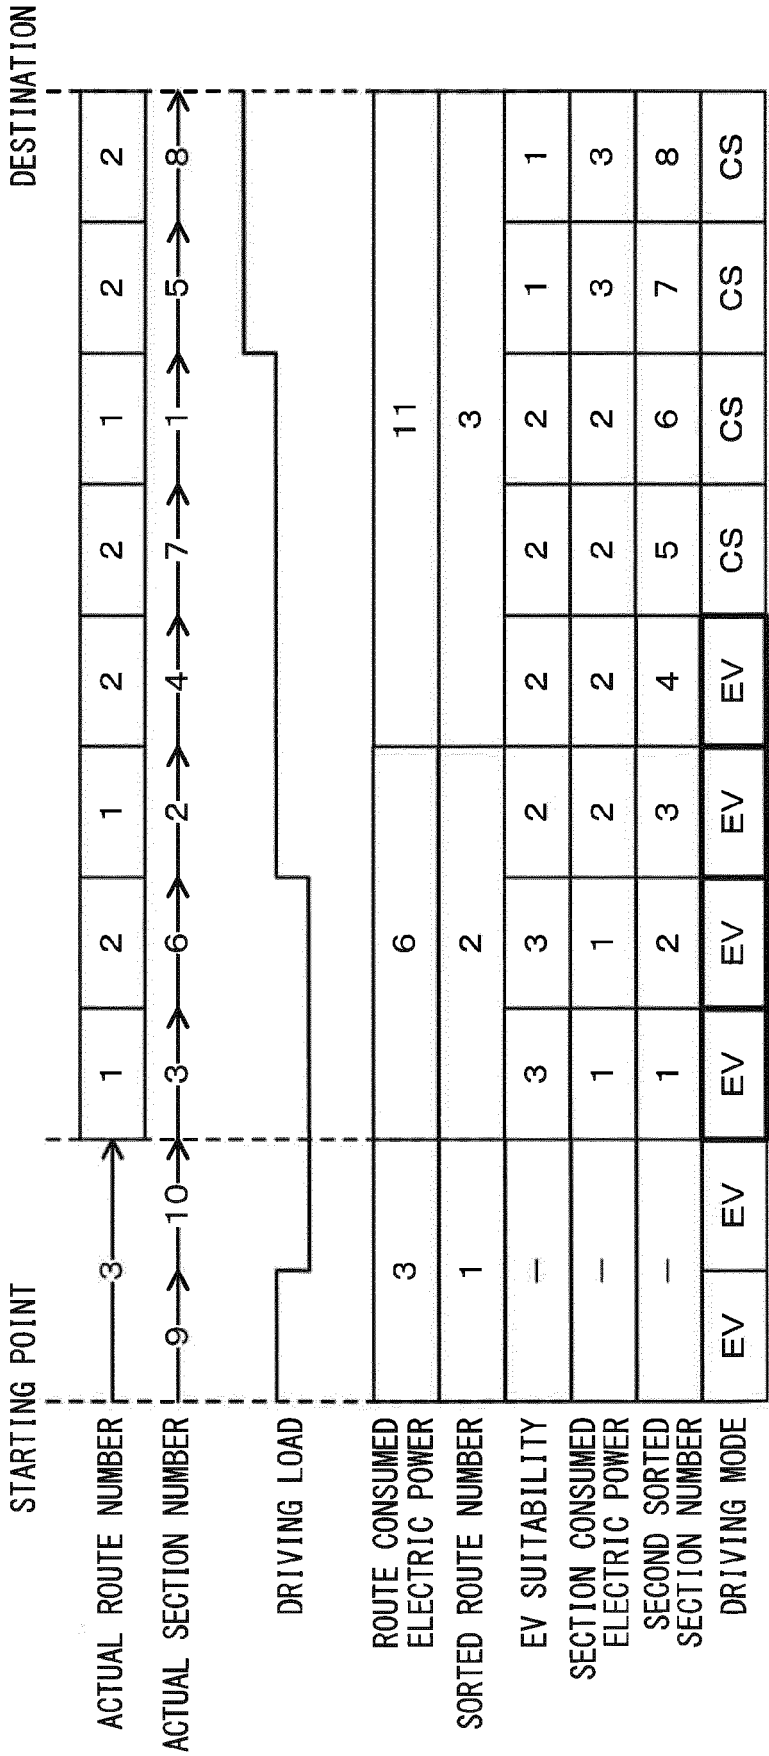 STARTING POINT
DESTINATION
ACTUAL ROUTE NUMBER 3 1 2 1 2 2 1 2 2
ACTUAL SECTION NUMBER 9 10 3 6 2 4 7 1 5 8
DRIVING LOAD
ROUTE CONSUMED
ELECTRIC POWER 3 6 11
SORTED ROUTE NUMBER 1 2 3
EV SUITABILITY – 3 3 2 2 2 2 1 1
SECTION CONSUMED
ELECTRIC POWER – 1 1 2 2 2 2 3 3
SECOND SORTED
SECTION NUMBER – 1 2 3 4 5 6 7 8
DRIVING MODE EV EV EV EV EV EV CS CS CS CS